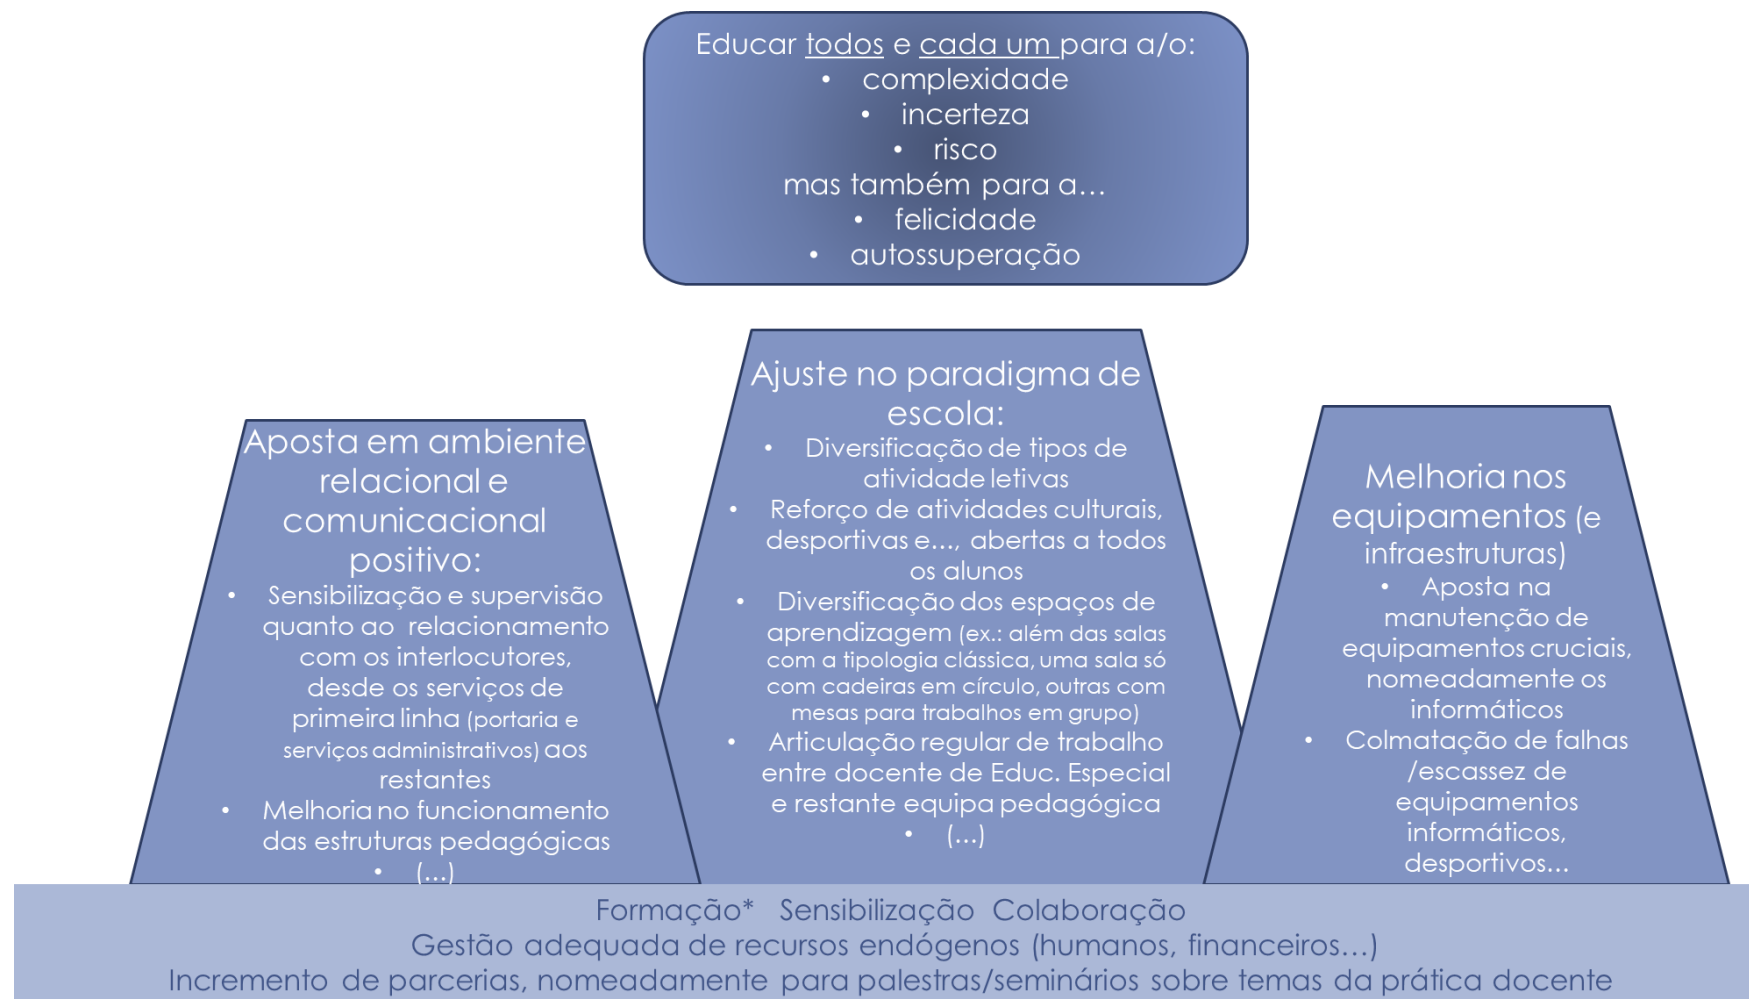 Educar todos e cada um para a/o:
• complexidade
• incerteza
• risco
mas também para a...
• felicidade
• autossuperação
Aposta em ambiente
relacional e
comunicacional
positivo:
• Sensibilização e supervisão
quanto ao relacionamento
com os interlocutores,
desde os serviços de
primeira linha (portaria e
serviços administrativos) aos
restantes
• Melhoria no funcionamento
das estruturas pedagógicas
• (...)
Ajuste no paradigma de
escola:
• Diversificação de tipos de
atividade letivas
• Reforço de atividades culturais,
desportivas e..., abertas a todos
os alunos
• Diversificação dos espaços de
aprendizagem (ex.: além das salas
com a tipologia clássica, uma sala só
com cadeiras em círculo, outras com
mesas para trabalhos em grupo)
• Articulação regular de trabalho
entre docente de Educ. Especial
e restante equipa pedagógica
• (...)
Melhoria nos
equipamentos (e
infraestruturas)
• Aposta na
manutenção de
equipamentos cruciais,
nomeadamente os
informáticos
• Colmatação de falhas
/escassez de
equipamentos
informáticos,
desportivos...
Formação* Sensibilização Colaboração
Gestão adequada de recursos endógenos (humanos, financeiros...)
Incremento de parcerias, nomeadamente para palestras/seminários sobre temas da prática docente